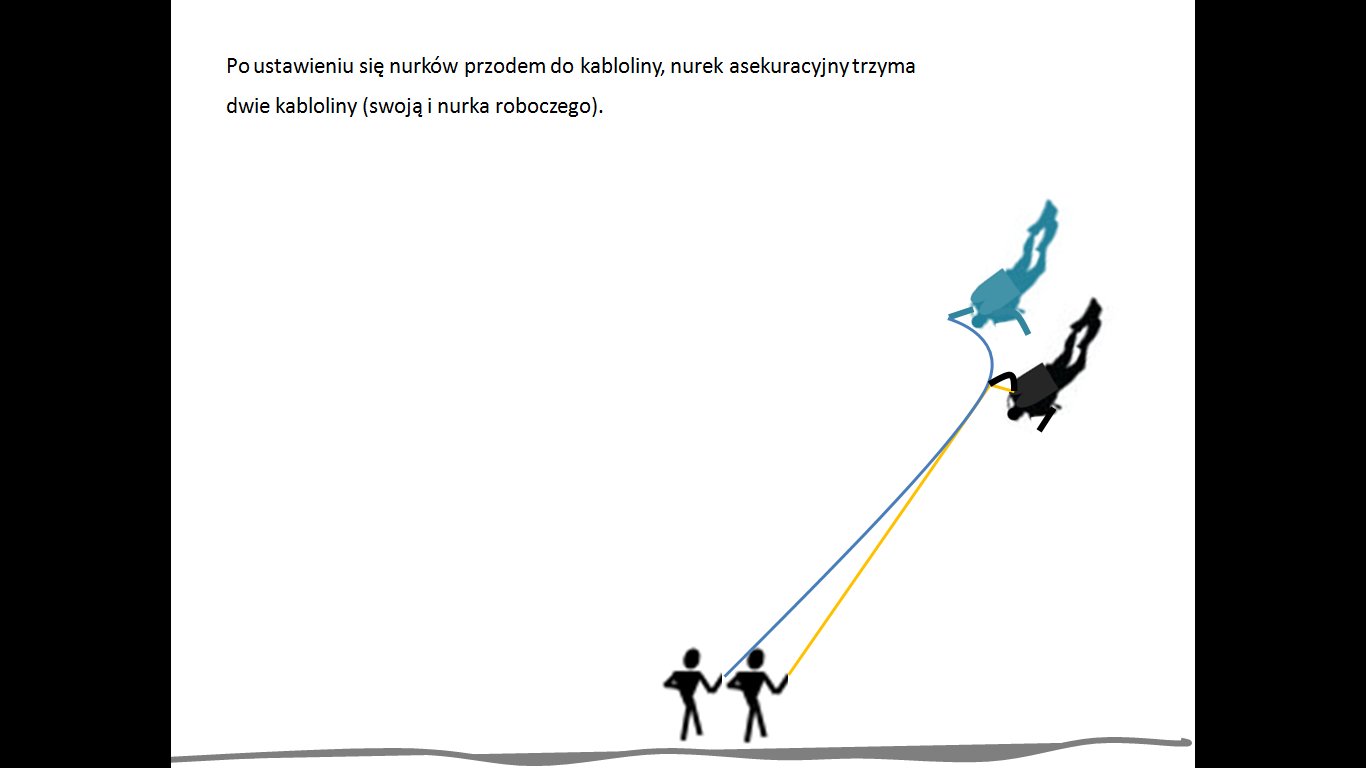 Po ustawieniu się nurków przodem do kabloliny, nurek asekuracyjny trzyma
dwie kabloliny (swoją i nurka roboczego).